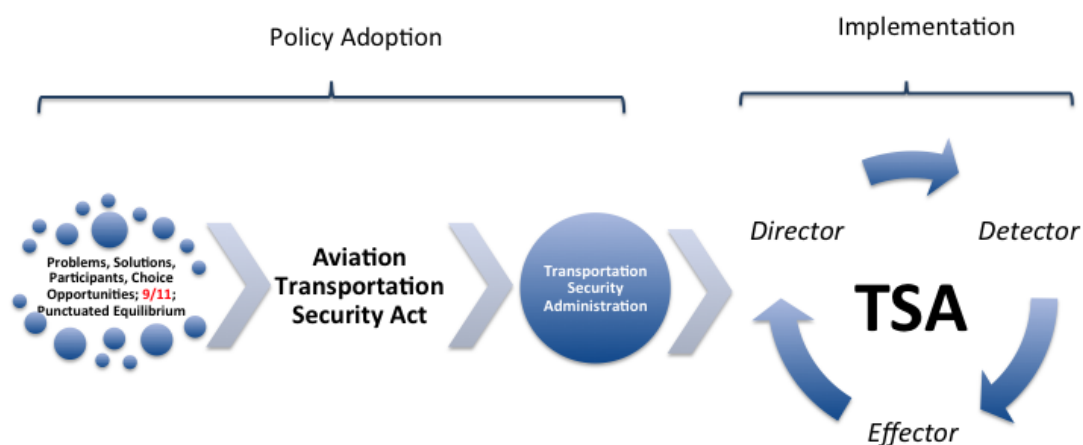 Policy Adoption
Implementation
Problems, Solutions,
Participants, Choice
Opportunities; 9/11;
Punctuated Equilibrium
Aviation
Transportation
Security Act
Transportation
Security
Administration
Director
Detector
TSA
Effector